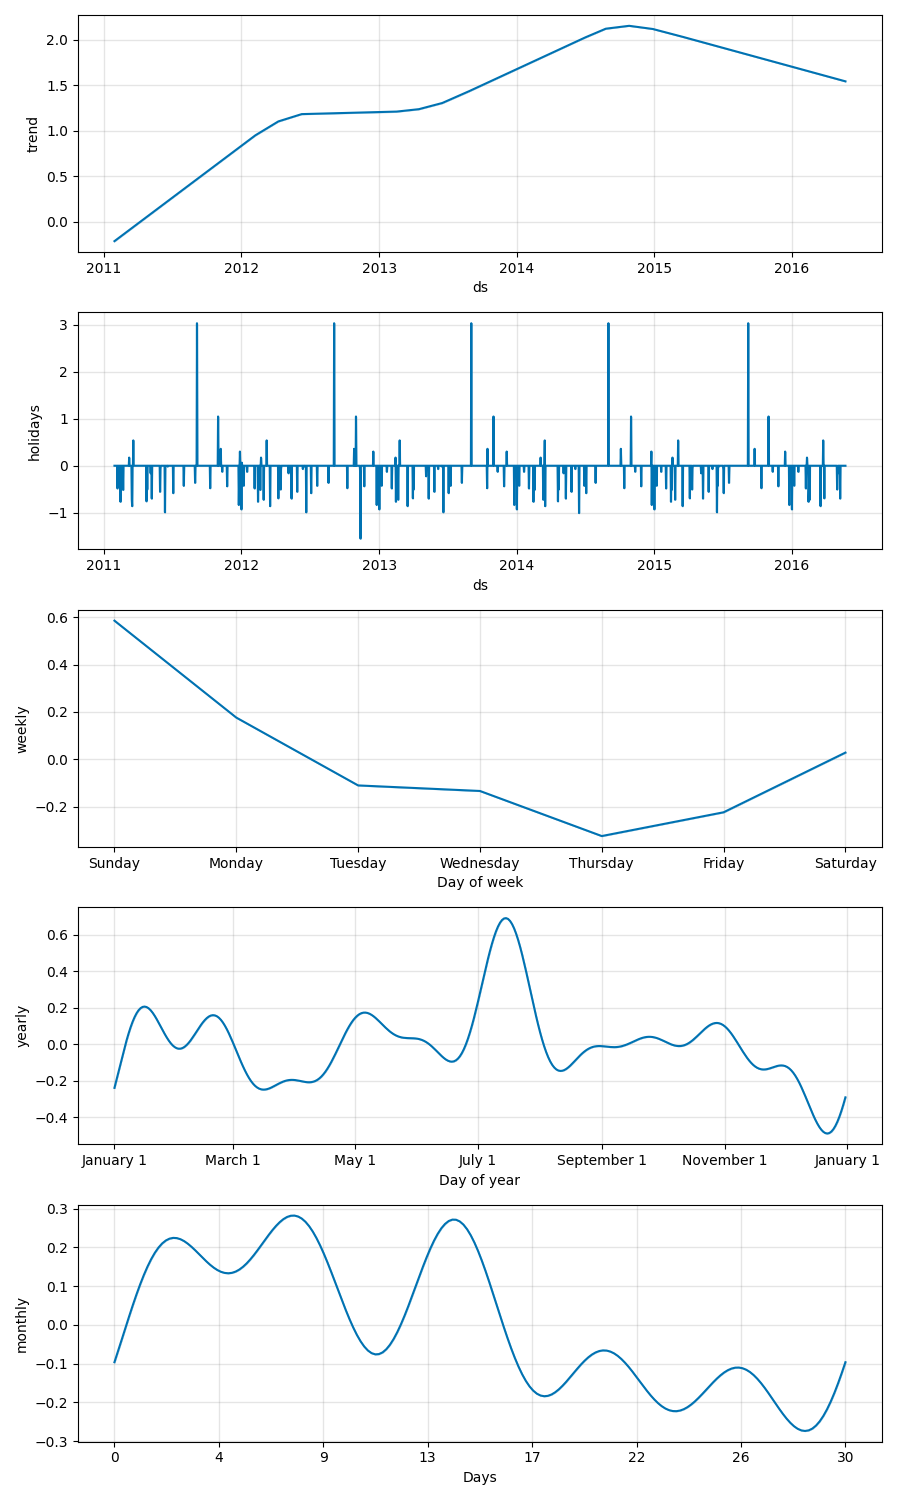 trend
2.0
1.5
1.0
0.5
0.0
2011 2012 2013 2014 2015 2016
ds
holidays
3
2
1
0
−1
2011 2012 2013 2014 2015 2016
ds
weekly
0.6
0.4
0.2
0.0
−0.2
Sunday Monday Tuesday Wednesday Thursday Friday Saturday
Day of week
yearly
0.6
0.4
0.2
0.0
−0.2
−0.4
January 1 March 1 May 1 July 1 September 1 November 1 January 1
Day of year
monthly
0.3
0.2
0.1
0.0
−0.1
−0.2
−0.3
0 4 9 13 17 22 26 30
Days